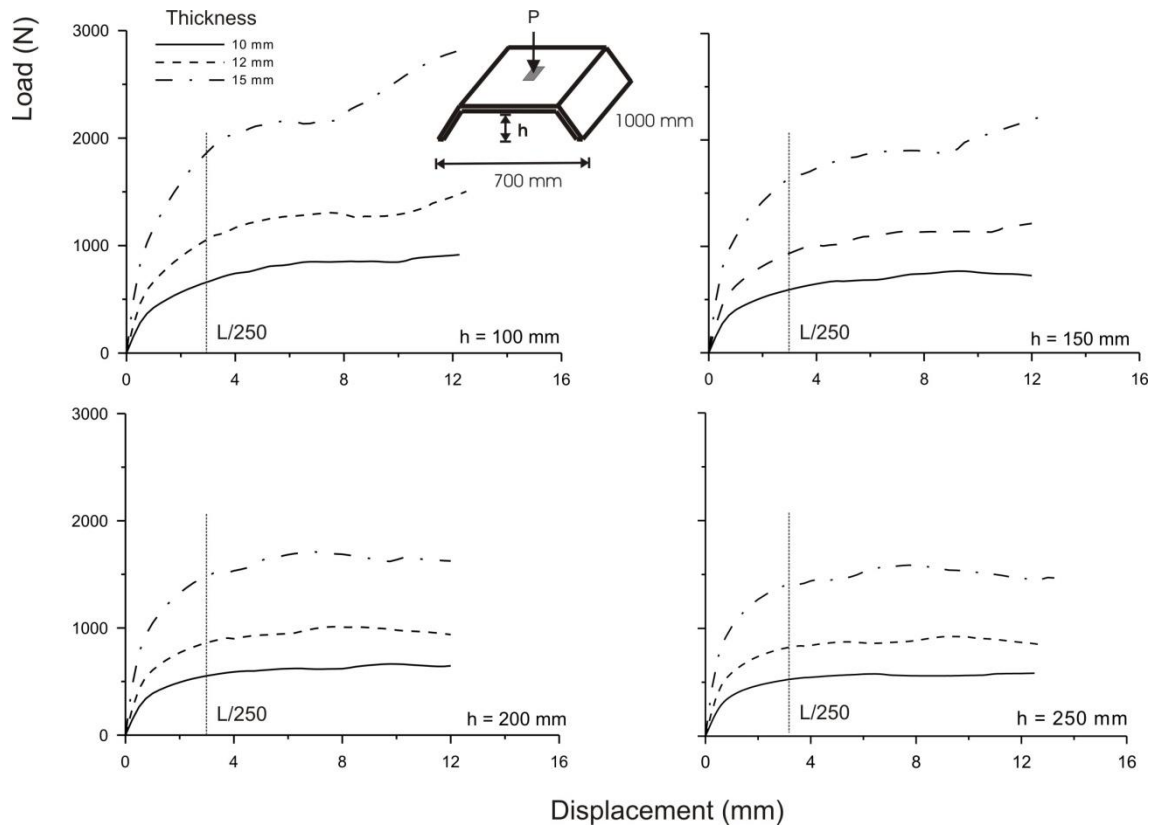 Load (N)
Thickness
10 mm
12 mm
15 mm
P
h
1000 mm
700 mm
3000
2000
1000
0
L/250
h = 100 mm
0 4 8 12 16
L/250
h = 150 mm
0 4 8 12 16
3000
2000
1000
0
L/250
h = 200 mm
0 4 8 12 16
L/250
h = 250 mm
0 4 8 12 16
Displacement (mm)